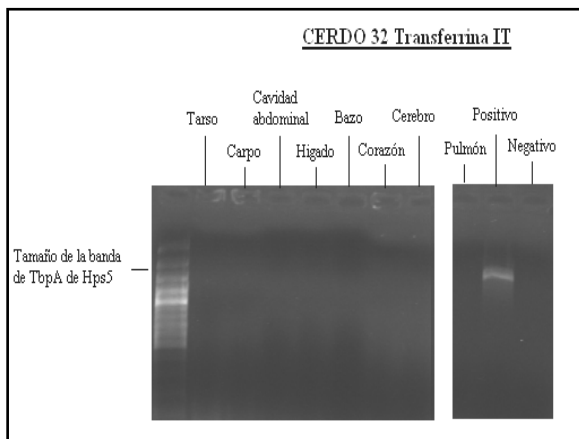 CERDO 32 Transferrina IT
Tarso
Carpo
Cavidad
abdominal
Higado
Bazo
Corazón
Cerebro
Pulmón
Positivo
Negativo
Tamaño de la banda
de TbpA de Hps5